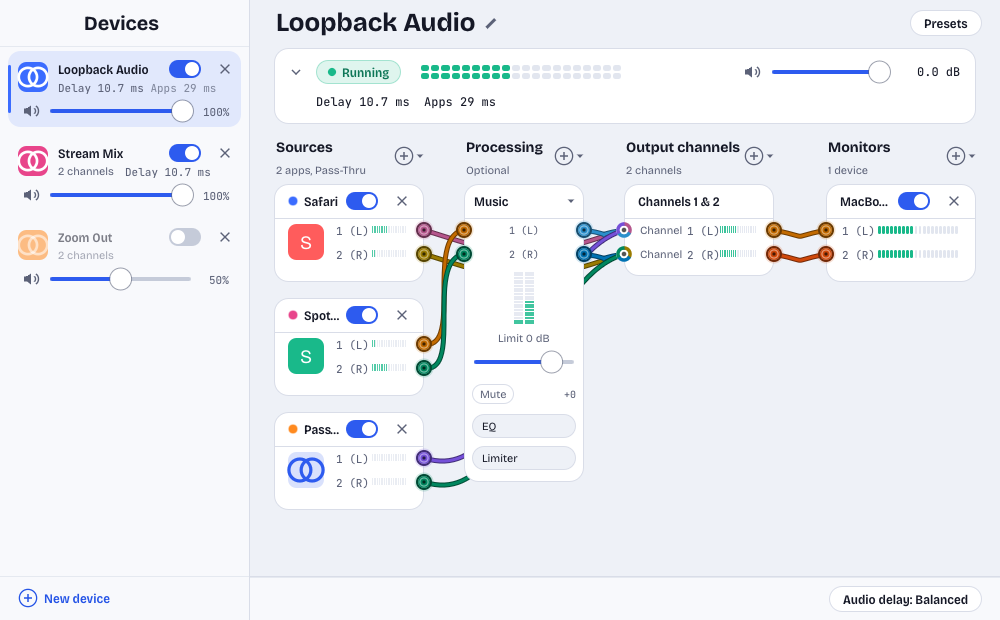 Devices
Loopback Audio
Delay 10.7 ms Apps 29 ms
100%
Stream Mix
2 channels Delay 10.7 ms
100%
Zoom Out
2 channels
50%
New device
Loopback Audio
Presets
Running
0.0 dB
Delay 10.7 ms Apps 29 ms
Sources
2 apps, Pass-Thru
Safari
S
1 (L)
2 (R)
Spot...
S
1 (L)
2 (R)
Pass...
1 (L)
2 (R)
Processing
Optional
Music
1 (L)
2 (R)
Limit 0 dB
Mute +0
EQ
Limiter
Output channels
2 channels
Channels 1 & 2
Channel 1 (L)
Channel 2 (R)
Monitors
1 device
MacBo...
1 (L)
2 (R)
Audio delay: Balanced